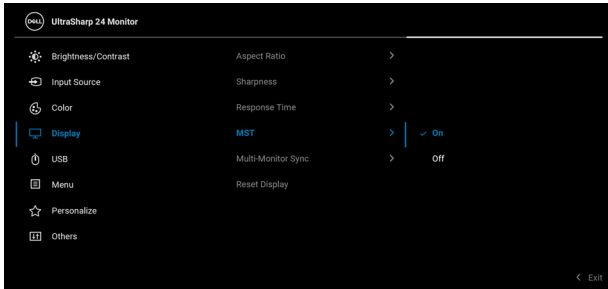 DELL UltraSharp 24 Monitor
Brightness/Contrast Aspect Ratio >
Input Source Sharpness >
Color Response Time >
Display MST > ✓ On
USB Multi-Monitor Sync > Off
Menu Reset Display
Personalize
Others
< Exit